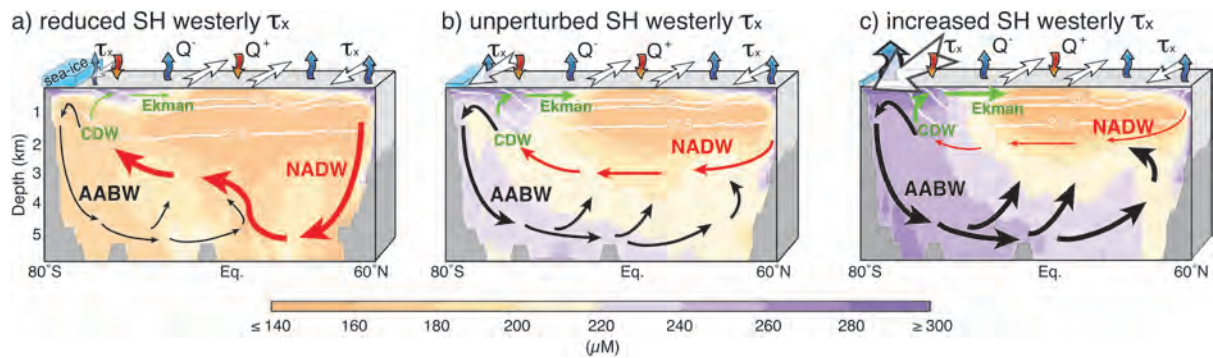 a) reduced SH westerly τx
b) unperturbed SH westerly τx
c) increased SH westerly τx
sea-ice τx Q- Q+ τx
τx Q- Q+ τx
τx Q- Q+ τx
Depth (km)
1
2
3
4
5
Ekman
CDW
NADW
AABW
80°S Eq. 60°N
Ekman
CDW
NADW
AABW
80°S Eq. 60°N
Ekman
CDW
NADW
AABW
80°S Eq. 60°N
≤ 140 160 180 200 220 240 260 280 ≥ 300
(µM)